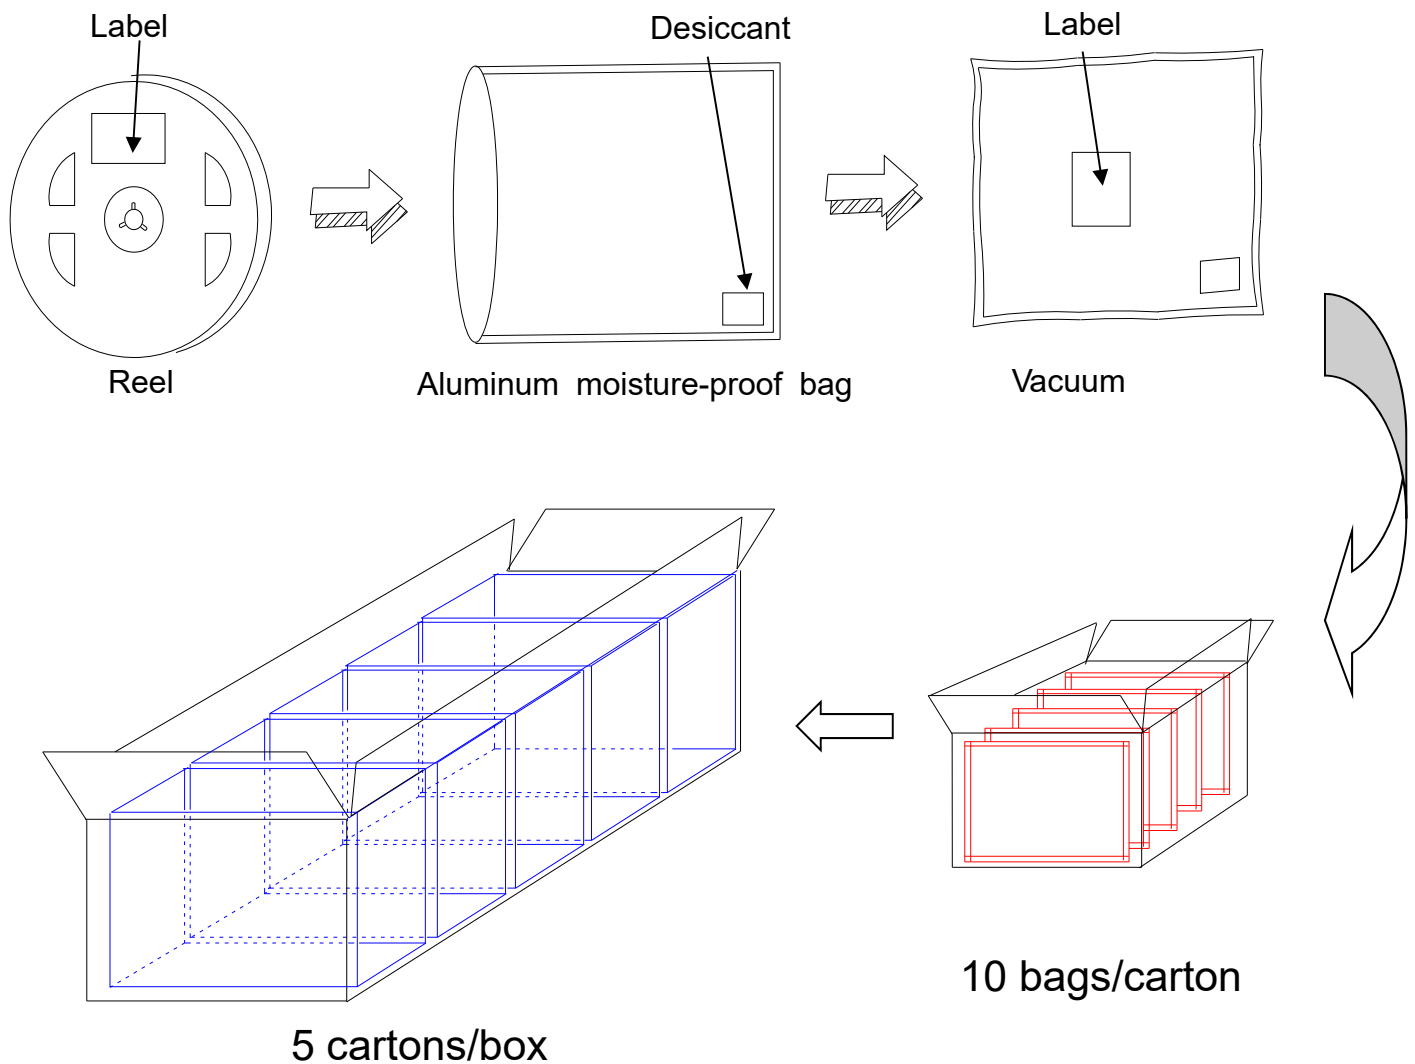 Label
Desiccant
Label
Reel
Aluminum moisture-proof bag
Vacuum
10 bags/carton
5 cartons/box